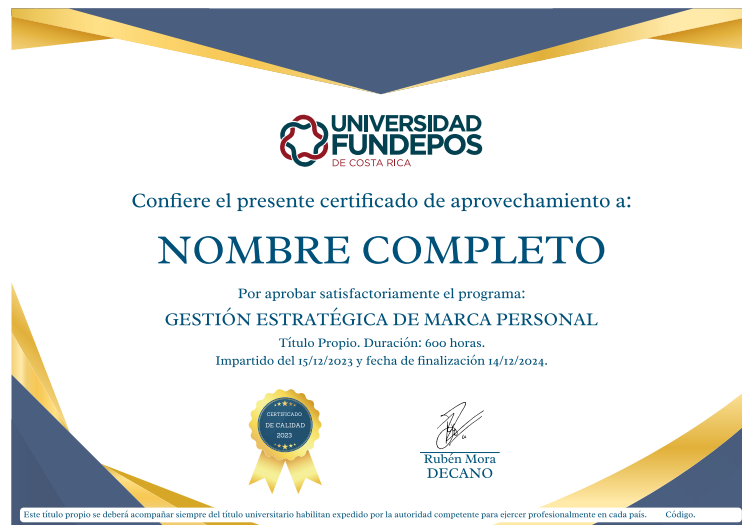 UNIVERSIDAD
FUNDEPOS
DE COSTA RICA
Confiere el presente certificado de aprovechamiento a:
NOMBRE COMPLETO
Por aprobar satisfactoriamente el programa:
GESTIÓN ESTRATÉGICA DE MARCA PERSONAL
Título Propio. Duración: 600 horas.
Impartido del 15/12/2023 y fecha de finalización 14/12/2024.
CERTIFICADO
DE CALIDAD
2023
Rubén Mora
DECANO
Este título propio se deberá acompañar siempre del título universitario habilitan expedido por la autoridad competente para ejercer profesionalmente en cada país. Código.